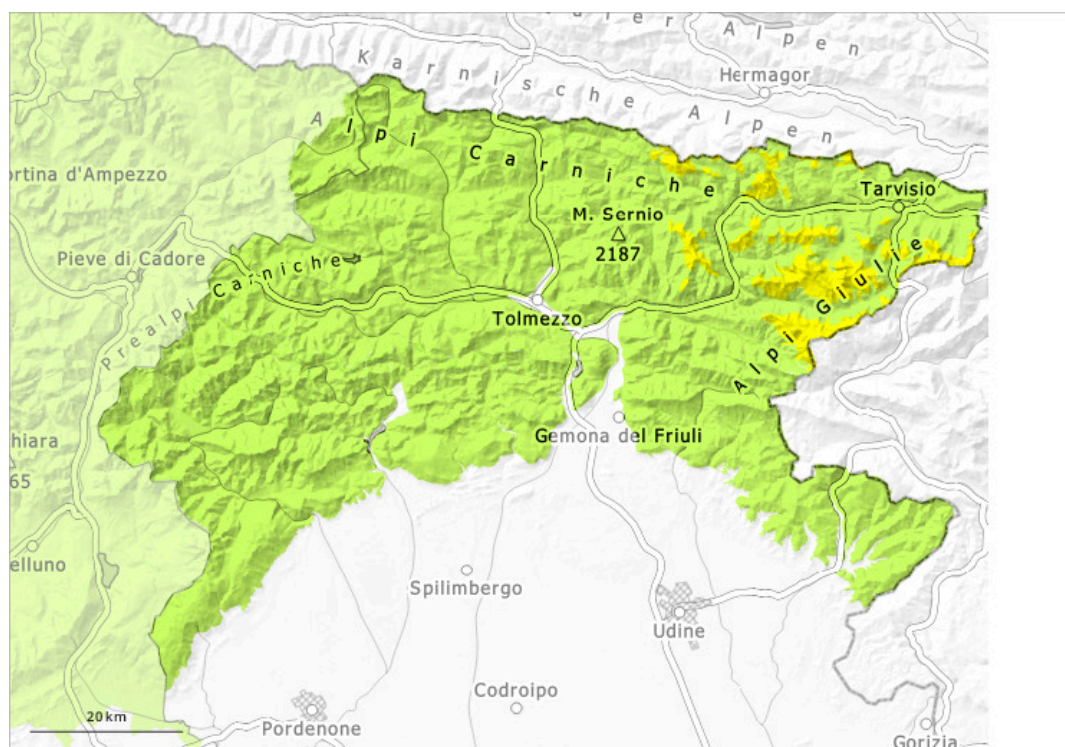 Alpen
Hermagor
Karnische Alpen
Alpi Carniche
ortina d'Ampezzo
Tarvisio
M. Sernio
2187
Pieve di Cadore
Prealpi Carniche
Alpi Giulie
Tolmezzo
Gemona del Friuli
hiara
65
elluno
Spilimbergo
Udine
Codroipo
20 km
Pordenone
Gorizia